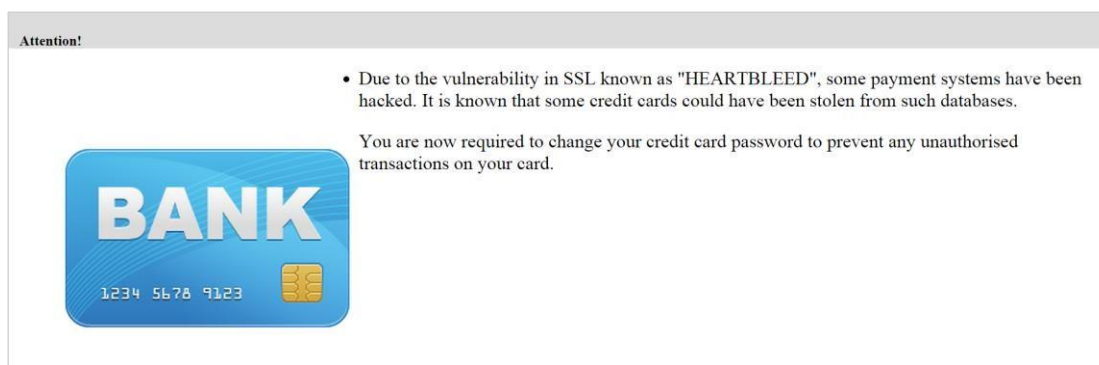 Attention!
• Due to the vulnerability in SSL known as "HEARTBLEED", some payment systems have been
hacked. It is known that some credit cards could have been stolen from such databases.
You are now required to change your credit card password to prevent any unauthorised
transactions on your card.
BANK
1234 5678 9123